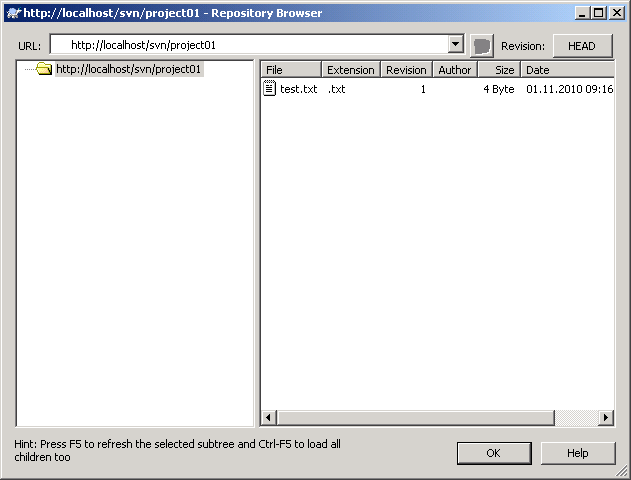 http://localhost/svn/project01 - Repository Browser
URL: http://localhost/svn/project01 Revision: HEAD
http://localhost/svn/project01
File Extension Revision Author Size Date
test.txt .txt 1 4 Byte 01.11.2010 09:16
Hint: Press F5 to refresh the selected subtree and Ctrl-F5 to load all
children too
OK Help